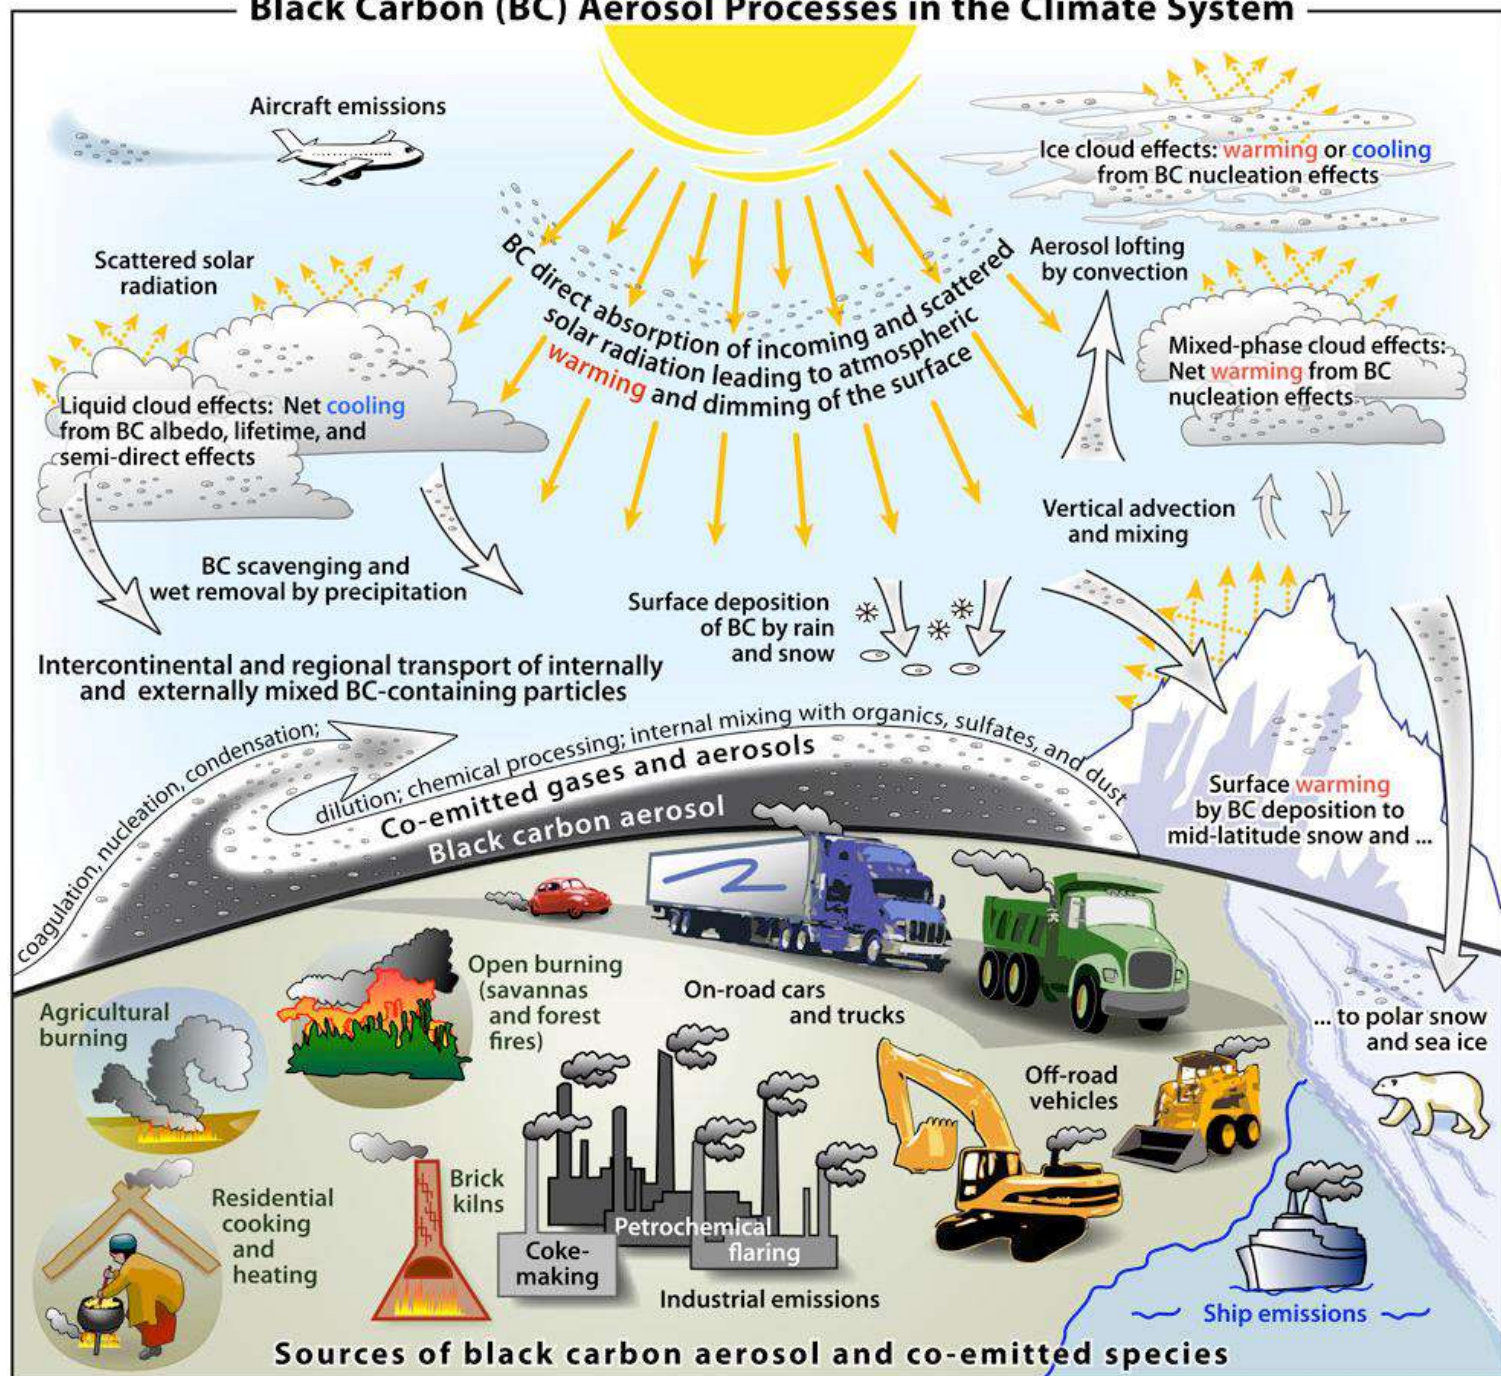 Black Carbon (BC) Aerosol Processes in the Climate System
Aircraft emissions
Ice cloud effects: warming or cooling
from BC nucleation effects
Scattered solar
radiation
BC direct absorption of incoming and scattered
solar radiation leading to atmospheric
warming and dimming of the surface
Aerosol lofting
by convection
Mixed-phase cloud effects:
Net warming from BC
nucleation effects
Liquid cloud effects: Net cooling
from BC albedo, lifetime, and
semi-direct effects
Vertical advection
and mixing
BC scavenging and
wet removal by precipitation
Surface deposition
of BC by rain
and snow
Intercontinental and regional transport of internally
and externally mixed BC-containing particles
coagulation, nucleation, condensation;
dilution; chemical processing; internal mixing with organics, sulfates, and dust
Co-emitted gases and aerosols
Black carbon aerosol
Surface warming
by BC deposition to
mid-latitude snow and ...
... to polar snow
and sea ice
Agricultural
burning
Open burning
(savannas
and forest
fires)
On-road cars
and trucks
Off-road
vehicles
Residential
cooking
and
heating
Brick
kilns
Coke-
making
Petrochemical
flaring
Industrial emissions
Ship emissions
Sources of black carbon aerosol and co-emitted species